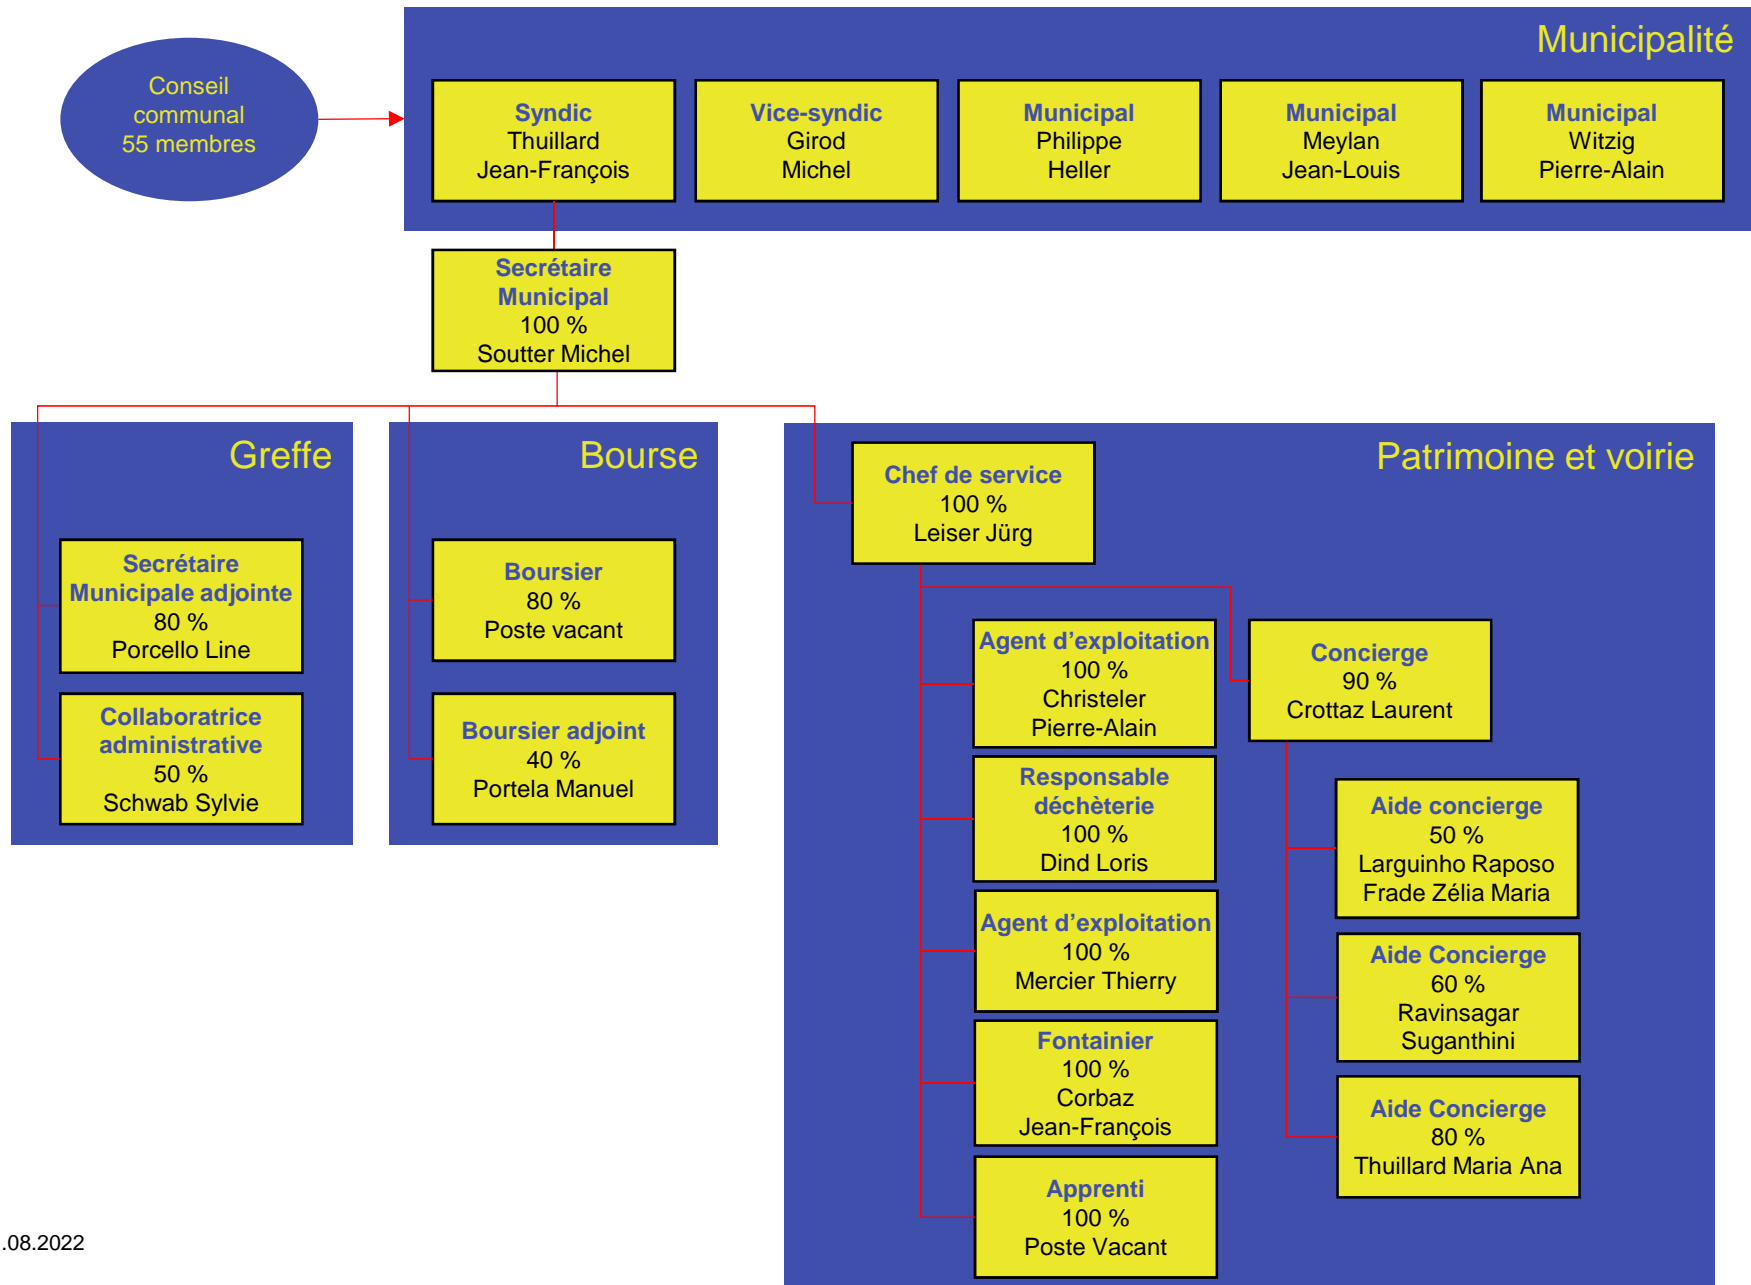 Municipalité
Conseil
communal
55 membres
Syndic
Thuillard
Jean-François
Vice-syndic
Girod
Michel
Municipal
Philippe
Heller
Municipal
Meylan
Jean-Louis
Municipal
Witzig
Pierre-Alain
Secrétaire
Municipal
100 %
Soutter Michel
Greffe
Secrétaire
Municipale adjointe
80 %
Porcello Line
Collaboratrice
administrative
50 %
Schwab Sylvie
Bourse
Boursier
80 %
Poste vacant
Boursier adjoint
40 %
Portela Manuel
Patrimoine et voirie
Chef de service
100 %
Leiser Jürg
Agent d’exploitation
100 %
Christeler
Pierre-Alain
Responsable
déchèterie
100 %
Dind Loris
Agent d’exploitation
100 %
Mercier Thierry
Fontainier
100 %
Corbaz
Jean-François
Apprenti
100 %
Poste Vacant
Concierge
90 %
Crottaz Laurent
Aide concierge
50 %
Larguinho Raposo
Frade Zélia Maria
Aide Concierge
60 %
Ravinsagar
Suganthini
Aide Concierge
80 %
Thuillard Maria Ana
.08.2022